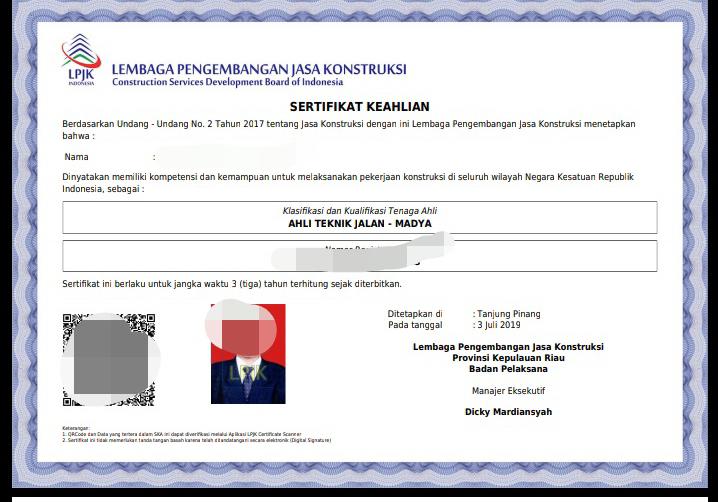 LPJK
INDONESIA
LEMBAGA PENGEMBANGAN JASA KONSTRUKSI
Construction Services Development Board of Indonesia
SERTIFIKAT KEAHLIAN
Berdasarkan Undang - Undang No. 2 Tahun 2017 tentang Jasa Konstruksi dengan ini Lembaga Pengembangan Jasa Konstruksi menetapkan
bahwa :
Nama :
Dinyatakan memiliki kompetensi dan kemampuan untuk melaksanakan pekerjaan konstruksi di seluruh wilayah Negara Kesatuan Republik
Indonesia, sebagai :
Klasifikasi dan Kualifikasi Tenaga Ahli
AHLI TEKNIK JALAN - MADYA
Sertifikat ini berlaku untuk jangka waktu 3 (tiga) tahun terhitung sejak diterbitkan.
Ditetapkan di : Tanjung Pinang
Pada tanggal : 3 Juli 2019
Lembaga Pengembangan Jasa Konstruksi
Provinsi Kepulauan Riau
Badan Pelaksana
Manajer Eksekutif
Dicky Mardiansyah
LPJK
Keterangan:
1. QRCode dan Data yang tertera dalam SKA ini dapat diverifikasi melalui Aplikasi LPJK Certificate Scanner
2. Sertifikat ini tidak memerlukan tanda tangan basah karena telah ditandatangani secara elektronik (Digital Signature)